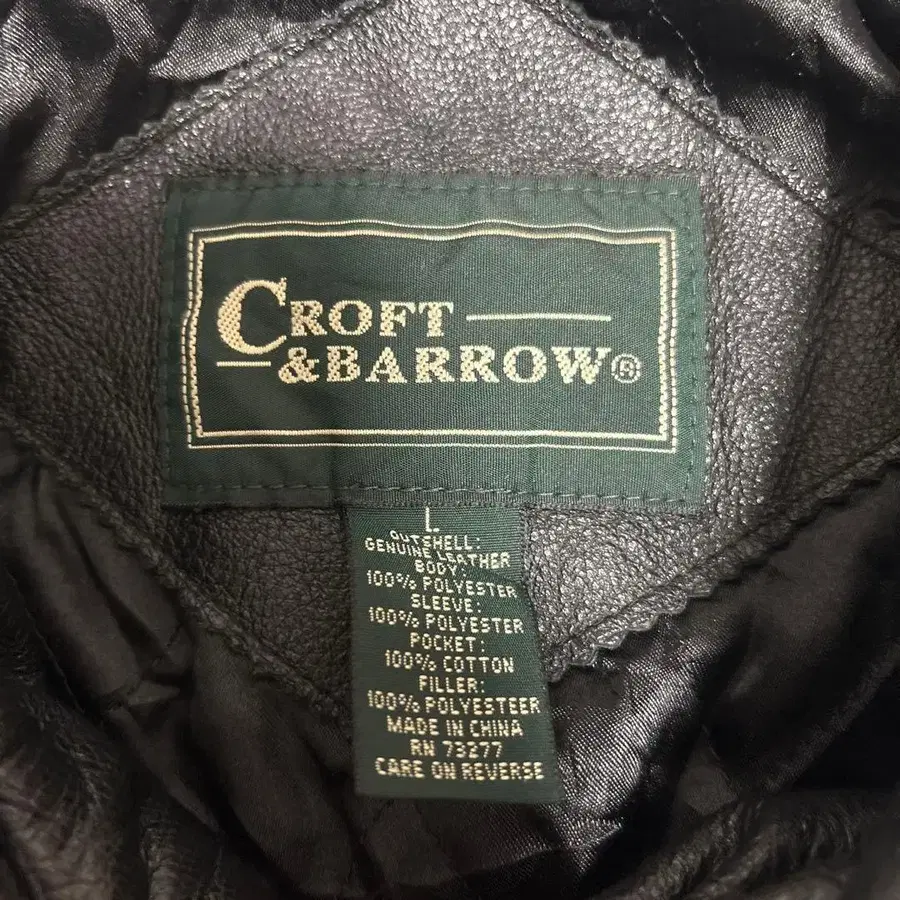 CROFT
&BARROW®
L
OUTSHELL:
GENUINE LEATHER
BODY:
100% POLYESTER
SLEEVE:
100% POLYESTER
POCKET:
100% COTTON
FILLER:
100% POLYESTEER
MADE IN CHINA
RN 73277
CARE ON REVERSE